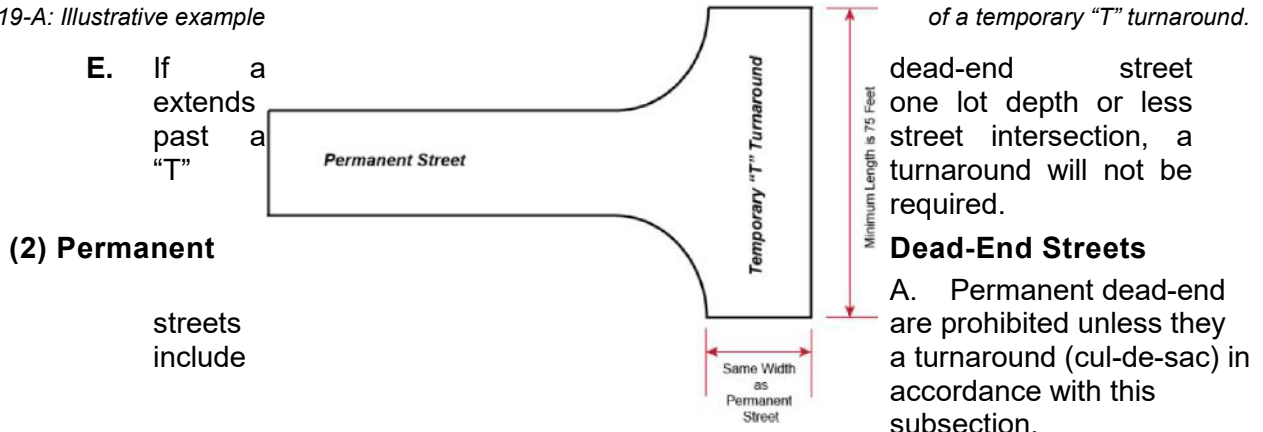 19-A: Illustrative example of a temporary “T” turnaround.
E. If a dead-end street
extends one lot depth or less
past a street intersection, a
“T” turnaround will not be
required.
Permanent Street
Temporary “T” Turnaround
Minimum Length is 75 Feet
Same Width
as
Permanent
Street
(2) Permanent Dead-End Streets
A. Permanent dead-end
streets are prohibited unless they
include a turnaround (cul-de-sac) in
accordance with this
subsection.